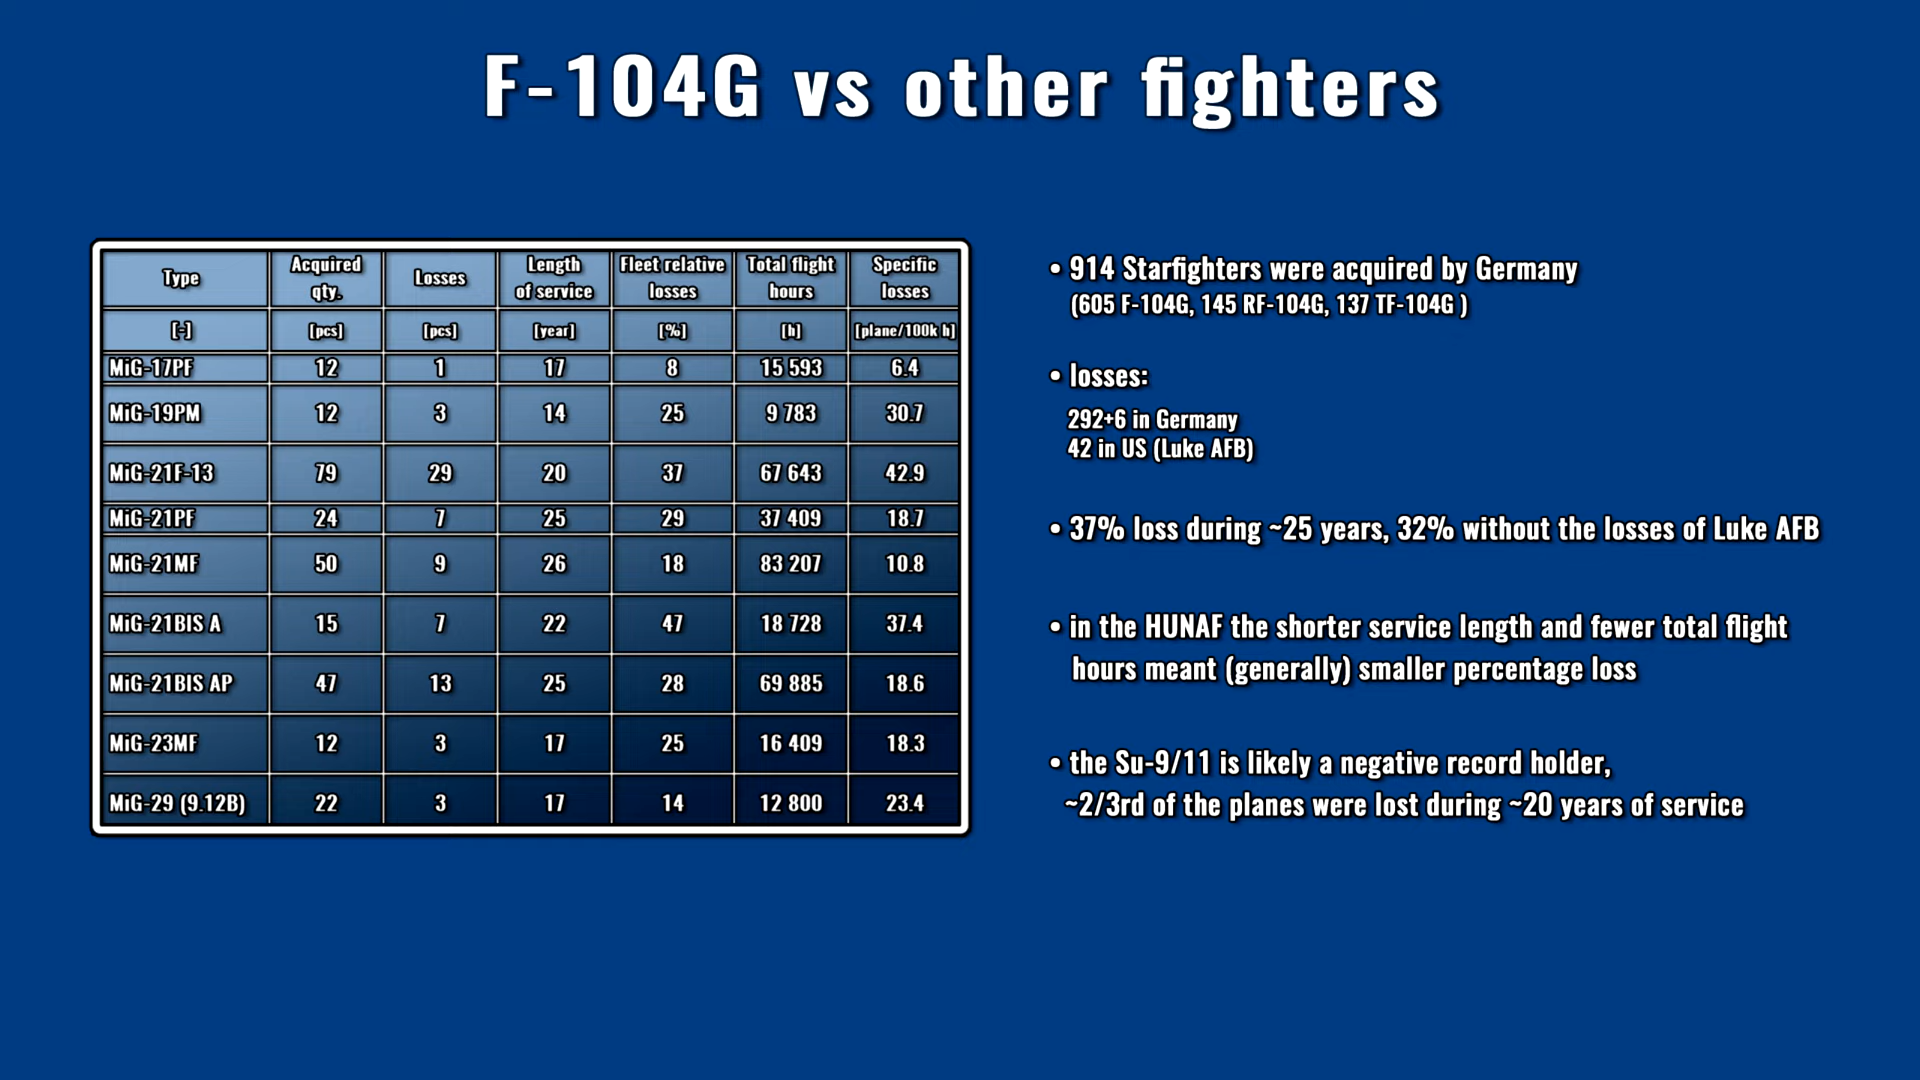 F-104G vs other fighters
Type Acquired qty. Losses Length of service Fleet relative losses Total flight hours Specific losses
[-] [pcs] [pcs] [year] [%] [h] [plane/100k h]
MiG-17PF 12 1 17 8 15 593 6.4
MiG-19PM 12 3 14 25 9 783 30.7
MiG-21F-13 79 29 20 37 67 643 42.9
MiG-21PF 24 7 25 29 37 409 18.7
MiG-21MF 50 9 26 18 83 207 10.8
MiG-21BIS A 15 7 22 47 18 728 37.4
MiG-21BIS AP 47 13 25 28 69 885 18.6
MiG-23MF 12 3 17 25 16 409 18.3
MiG-29 (9.12B) 22 3 17 14 12 800 23.4
• 914 Starfighters were acquired by Germany
(605 F-104G, 145 RF-104G, 137 TF-104G )
• losses:
292+6 in Germany
42 in US (Luke AFB)
• 37% loss during ~25 years, 32% without the losses of Luke AFB
• in the HUNAF the shorter service length and fewer total flight
hours meant (generally) smaller percentage loss
• the Su-9/11 is likely a negative record holder,
~2/3rd of the planes were lost during ~20 years of service